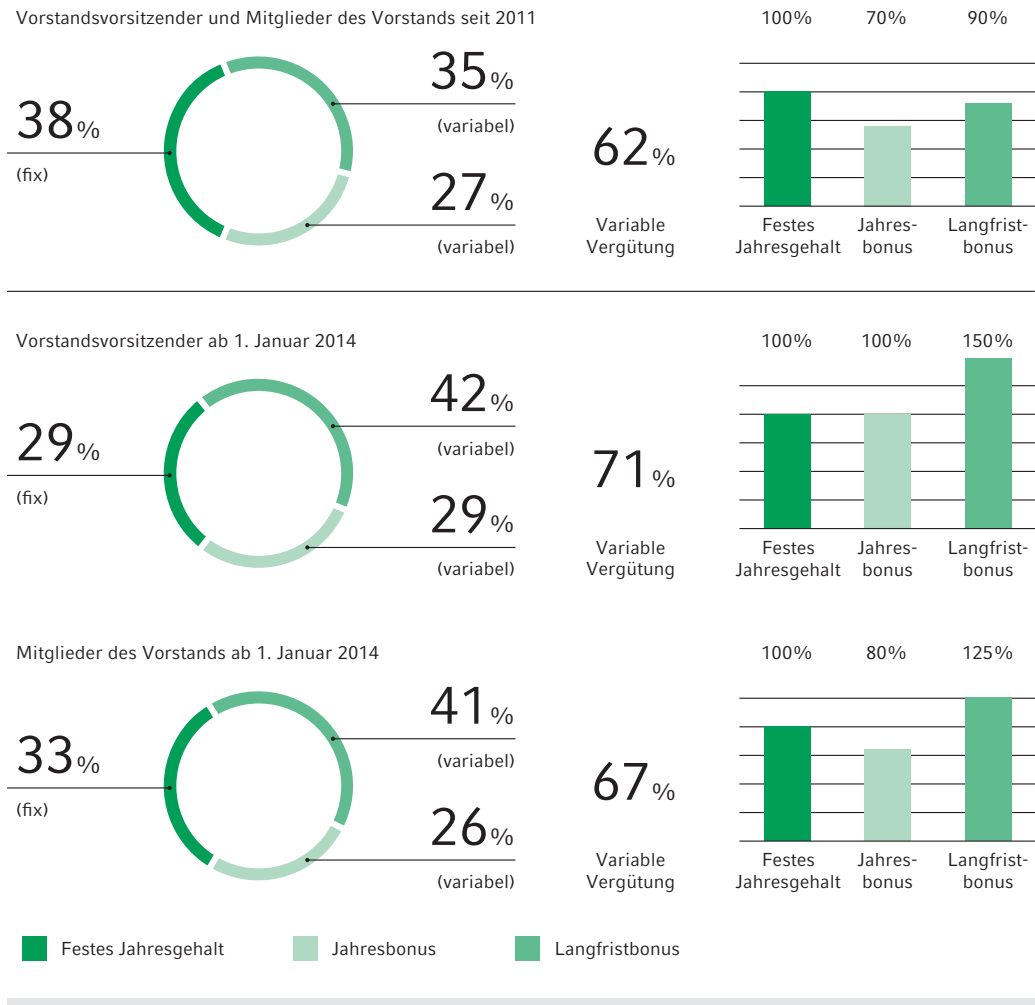 Vorstandsvorsitzender und Mitglieder des Vorstands seit 2011
38%
(fix)
35%
(variabel)
27%
(variabel)
62%
Variable
Vergütung
100% 70% 90%
Festes
Jahresgehalt
Jahres-
bonus
Langfrist-
bonus
Vorstandsvorsitzender ab 1. Januar 2014
29%
(fix)
42%
(variabel)
29%
(variabel)
71%
Variable
Vergütung
100% 100% 150%
Festes
Jahresgehalt
Jahres-
bonus
Langfrist-
bonus
Mitglieder des Vorstands ab 1. Januar 2014
33%
(fix)
41%
(variabel)
26%
(variabel)
67%
Variable
Vergütung
100% 80% 125%
Festes
Jahresgehalt
Jahres-
bonus
Langfrist-
bonus
Festes Jahresgehalt Jahresbonus Langfristbonus